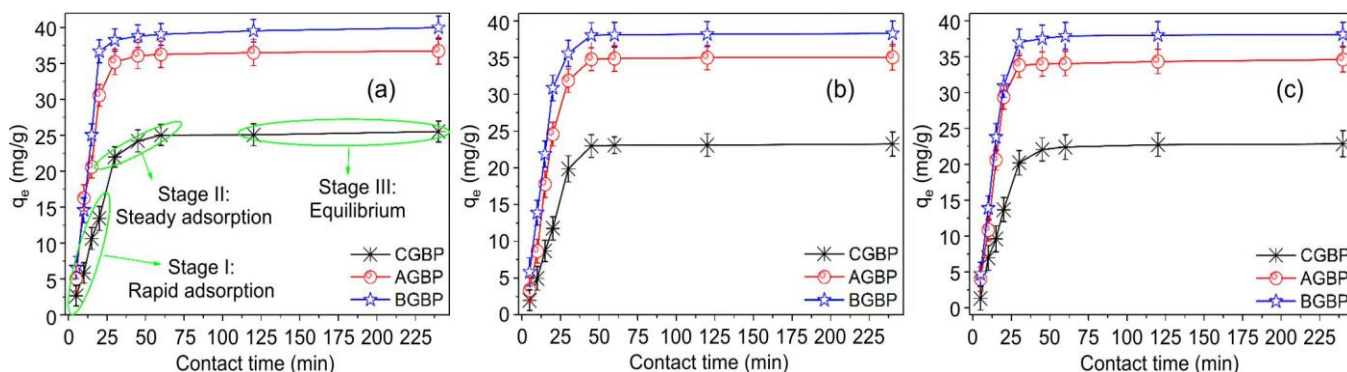 40
35
30
25
20
15
10
5
0
qe (mg/g)
(a)
Stage II:
Steady adsorption
Stage III:
Equilibrium
Stage I:
Rapid adsorption
CGBP
AGBP
BGBP
0 25 50 75 100 125 150 175 200 225
Contact time (min)
40
35
30
25
20
15
10
5
0
qe (mg/g)
(b)
CGBP
AGBP
BGBP
0 25 50 75 100 125 150 175 200 225
Contact time (min)
40
35
30
25
20
15
10
5
0
qe (mg/g)
(c)
CGBP
AGBP
BGBP
0 25 50 75 100 125 150 175 200 225
Contact time (min)